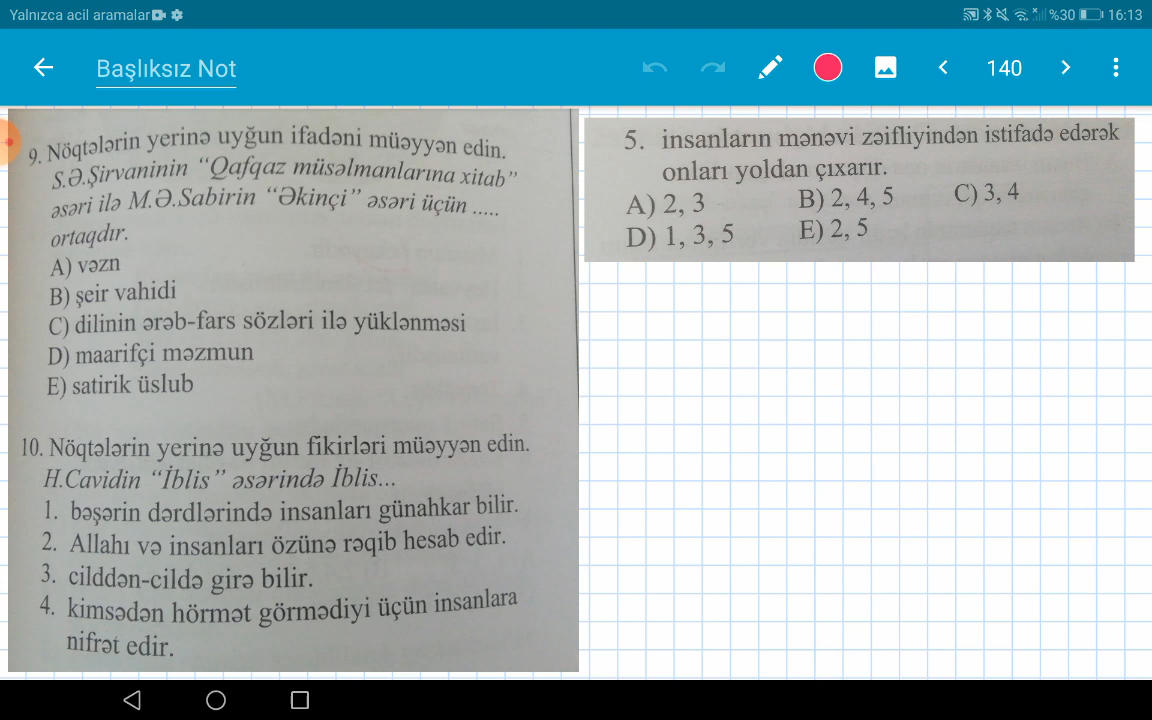 Yalnızca acil aramalar
%30 16:13
Başlıksız Not
140
9. Nöqtələrin yerinə uyğun ifadəni müəyyən edin.
S.Ə.Şirvaninin “Qafqaz müsəlmanlarına xitab”
əsəri ilə M.Ə.Sabirin “Əkinçi” əsəri üçün .....
ortaqdır.
A) vəzn
B) şeir vahidi
C) dilinin ərəb-fars sözləri ilə yüklənməsi
D) maarifçi məzmun
E) satirik üslub
10. Nöqtələrin yerinə uyğun fikirləri müəyyən edin.
H.Cavidin “İblis” əsərində İblis...
1. bəşərin dərdlərində insanları günahkar bilir.
2. Allahı və insanları özünə rəqib hesab edir.
3. cilddən-cildə girə bilir.
4. kimsədən hörmət görmədiyi üçün insanlara
nifrət edir.
5. insanların mənəvi zəifliyindən istifadə edərək
onları yoldan çıxarır.
A) 2, 3 B) 2, 4, 5 C) 3, 4
D) 1, 3, 5 E) 2, 5